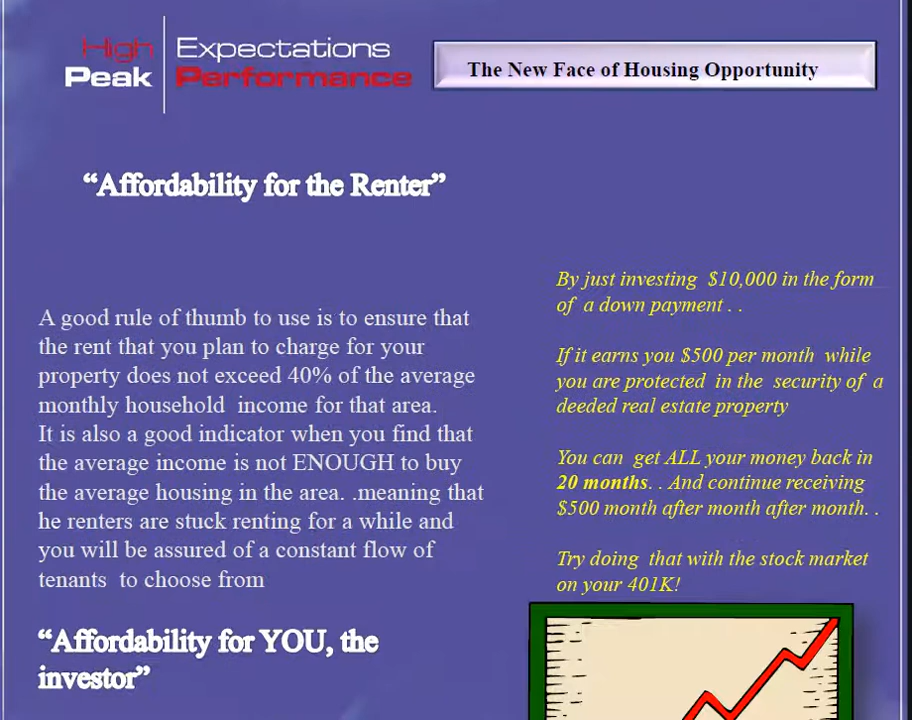 High Expectations
Peak Performance
The New Face of Housing Opportunity
“Affordability for the Renter”
A good rule of thumb to use is to ensure that
the rent that you plan to charge for your
property does not exceed 40% of the average
monthly household income for that area.
It is also a good indicator when you find that
the average income is not ENOUGH to buy
the average housing in the area. .meaning that
he renters are stuck renting for a while and
you will be assured of a constant flow of
tenants to choose from
“Affordability for YOU, the
investor”
By just investing $10,000 in the form
of a down payment . .
If it earns you $500 per month while
you are protected in the security of a
deeded real estate property
You can get ALL your money back in
20 months. . And continue receiving
$500 month after month after month. .
Try doing that with the stock market
on your 401K!